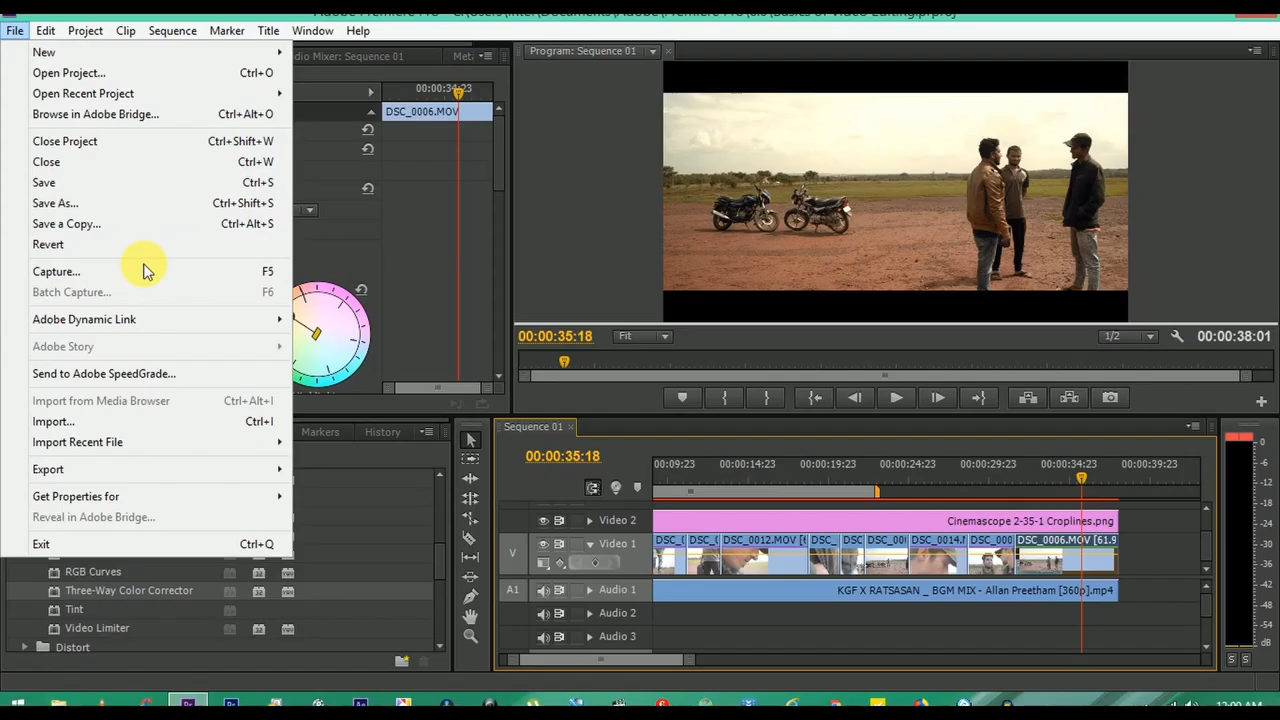 Adobe Premiere Pro - C:\Users\Intel\Documents\Adobe\Premiere Pro\6.0\Basics of Video Editing.prproj
File Edit Project Clip Sequence Marker Title Window Help
New
Open Project... Ctrl+O
Open Recent Project
Browse in Adobe Bridge... Ctrl+Alt+O
Close Project Ctrl+Shift+W
Close Ctrl+W
Save Ctrl+S
Save As... Ctrl+Shift+S
Save a Copy... Ctrl+Alt+S
Revert
Capture... F5
Batch Capture... F6
Adobe Dynamic Link
Adobe Story
Send to Adobe SpeedGrade...
Import from Media Browser Ctrl+Alt+I
Import... Ctrl+I
Import Recent File
Export
Get Properties for
Reveal in Adobe Bridge...
Exit Ctrl+Q
RGB Curves
Three-Way Color Corrector
Tint
Video Limiter
Distort
dio Mixer: Sequence 01 Meta
00:00:34:23
DSC_0006.MOV
Markers History
Program: Sequence 01
00:00:35:18 Fit 1/2 00:00:38:01
Sequence 01
00:00:35:18
00:09:23 00:00:14:23 00:00:19:23 00:00:24:23 00:00:29:23 00:00:34:23 00:00:39:23
Video 2 Cinemascope 2-35-1 Croplines.png
V Video 1 DSC_( DSC_00 DSC_0012.MOV [6 DSC_ DSC DSC_00( DSC_0014.M DSC_000 DSC_0006.MOV [61.9
A1 Audio 1 KGF X RATSASAN _ BGM MIX - Allan Preetham [360p].mp4
Audio 2
Audio 3
0
-6
-12
-18
-24
-30
-36
-42
-48
-54
dB
S S
12:00 AM